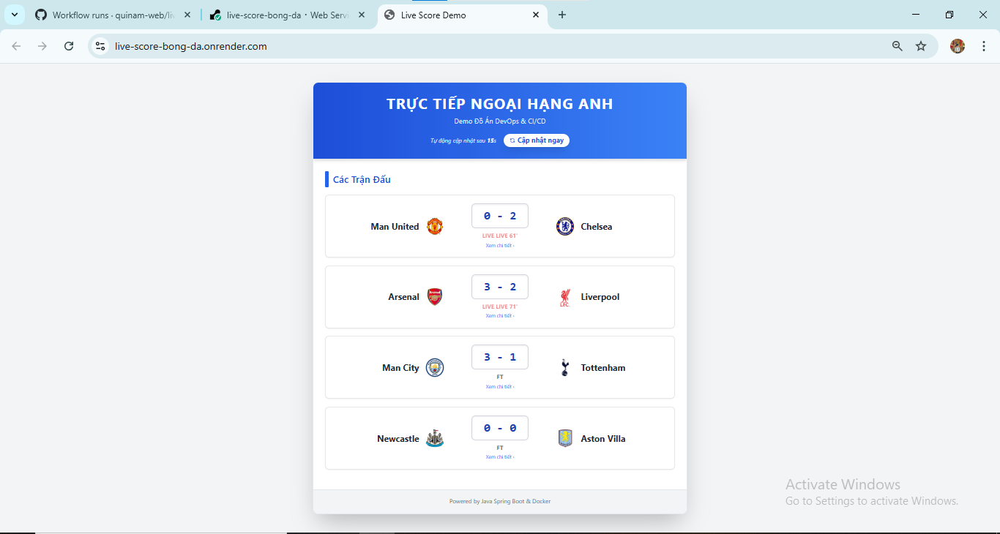 Workflow runs · quinam-web/liv
live-score-bong-da · Web Servi
Live Score Demo
live-score-bong-da.onrender.com
TRỰC TIẾP NGOẠI HẠNG ANH
Demo Đồ Án DevOps & CI/CD
Tự động cập nhật sau 15s
Cập nhật ngay
Các Trận Đấu
Man United
0 - 2
Chelsea
LIVE LIVE 61'
Xem chi tiết ›
Arsenal
3 - 2
Liverpool
LIVE LIVE 71'
Xem chi tiết ›
Man City
3 - 1
Tottenham
FT
Xem chi tiết ›
Newcastle
0 - 0
Aston Villa
FT
Xem chi tiết ›
Powered by Java Spring Boot & Docker
Activate Windows
Go to Settings to activate Windows.